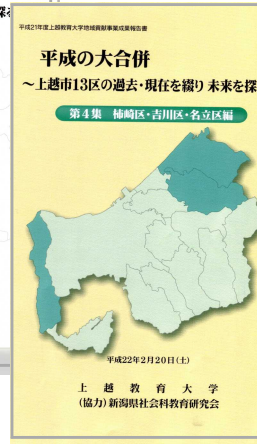 平成21年度上越教育大学地域貢献事業成果報告書
平成の大合併
~上越市13区の過去・現在を綴り 未来を探
第4集 柿崎区・吉川区・名立区編
平成22年2月20日(土)
上越教育大学
(協力)新潟県社会科教育研究会